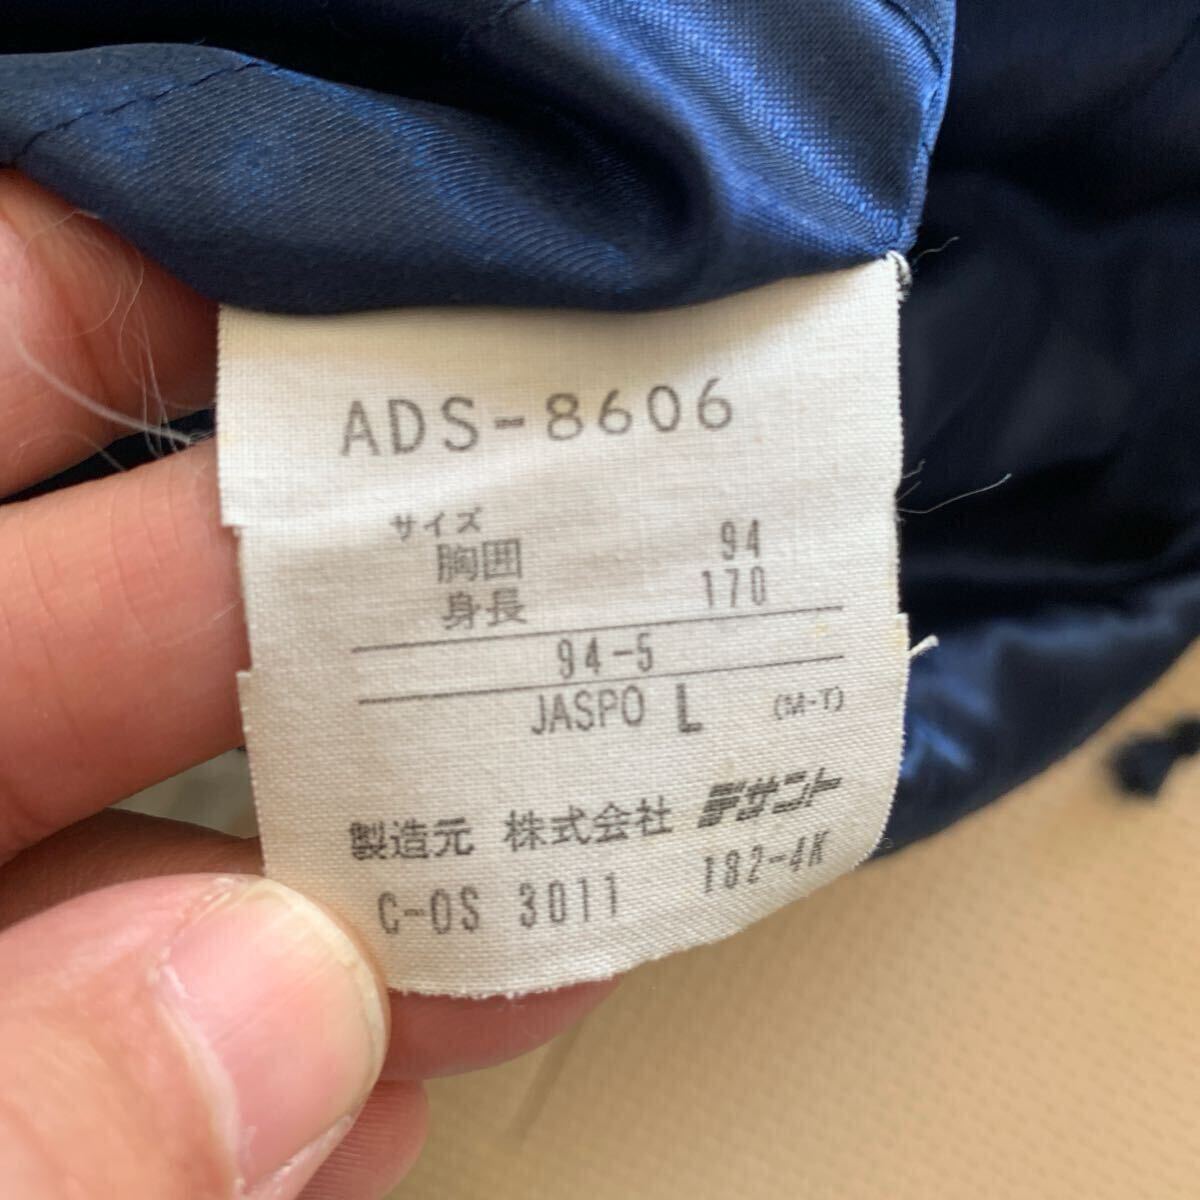 ADS-8606
サイズ
胸囲 94
身長 170
94-5
JASPO L (M-T)
製造元 株式会社 デサント
C-OS 3011 182-4K